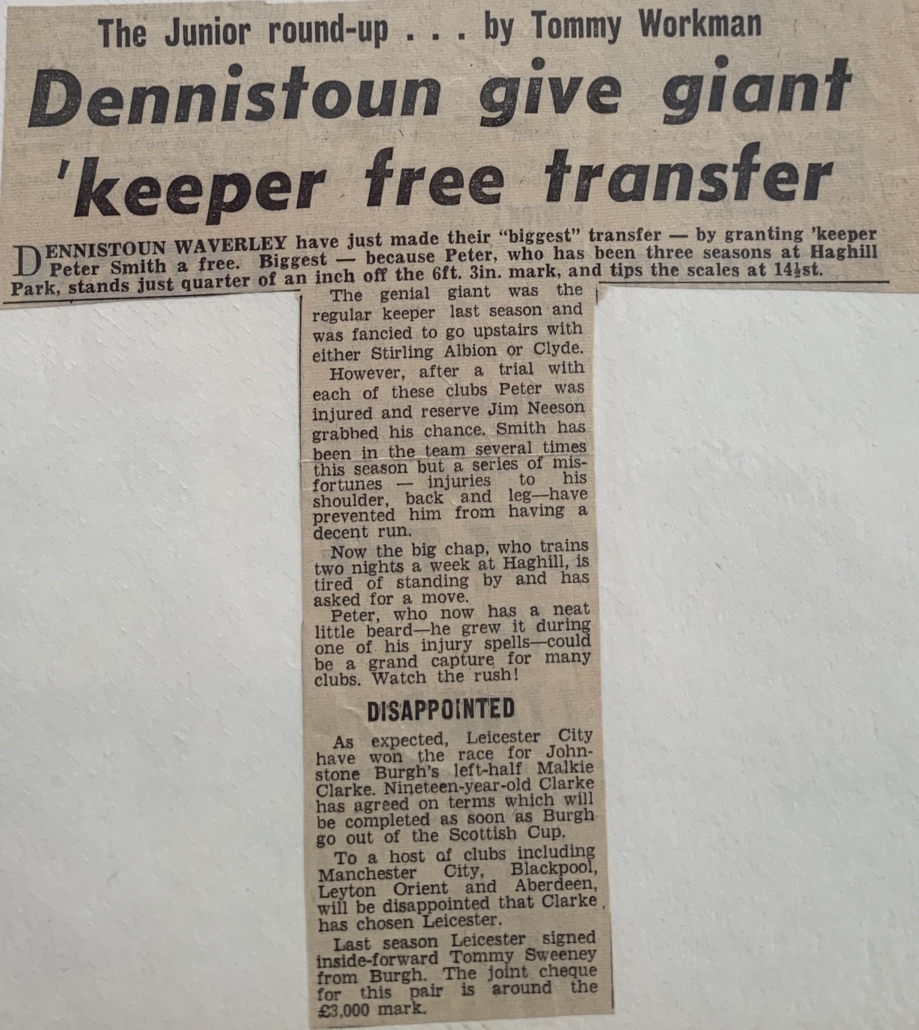 The Junior round-up . . . by Tommy Workman
Dennistoun give giant
'keeper free transfer
DENNISTOUN WAVERLEY have just made their "biggest" transfer — by granting 'keeper
Peter Smith a free. Biggest — because Peter, who has been three seasons at Haghill
Park, stands just quarter of an inch off the 6ft. 3in. mark, and tips the scales at 14½st.
The genial giant was the
regular keeper last season and
was fancied to go upstairs with
either Stirling Albion or Clyde.
However, after a trial with
each of these clubs Peter was
injured and reserve Jim Neeson
grabbed his chance. Smith has
been in the team several times
this season but a series of mis-
fortunes — injuries to his
shoulder, back and leg—have
prevented him from having a
decent run.
Now the big chap, who trains
two nights a week at Haghill, is
tired of standing by and has
asked for a move.
Peter, who now has a neat
little beard—he grew it during
one of his injury spells—could
be a grand capture for many
clubs. Watch the rush!
DISAPPOINTED
As expected, Leicester City
have won the race for John-
stone Burgh's left-half Malkie
Clarke. Nineteen-year-old Clarke
has agreed on terms which will
be completed as soon as Burgh
go out of the Scottish Cup.
To a host of clubs including
Manchester City, Blackpool,
Leyton Orient and Aberdeen,
will be disappointed that Clarke
has chosen Leicester.
Last season Leicester signed
inside-forward Tommy Sweeney
from Burgh. The joint cheque
for this pair is around the
£3,000 mark.